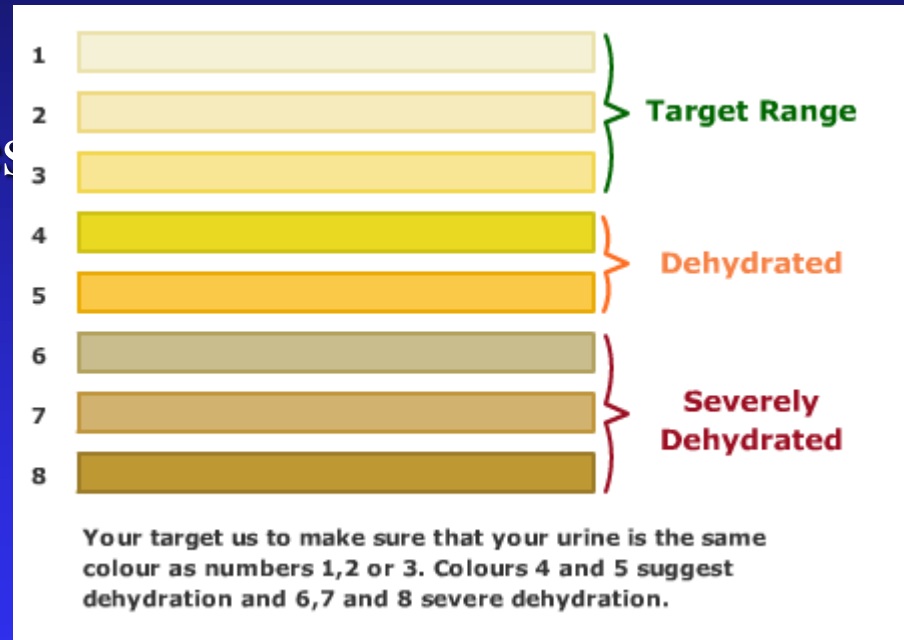 1
2
Target Range
s
3
4
Dehydrated
5
6
7
Severely
Dehydrated
8
Your target us to make sure that your urine is the same
colour as numbers 1,2 or 3. Colours 4 and 5 suggest
dehydration and 6,7 and 8 severe dehydration.